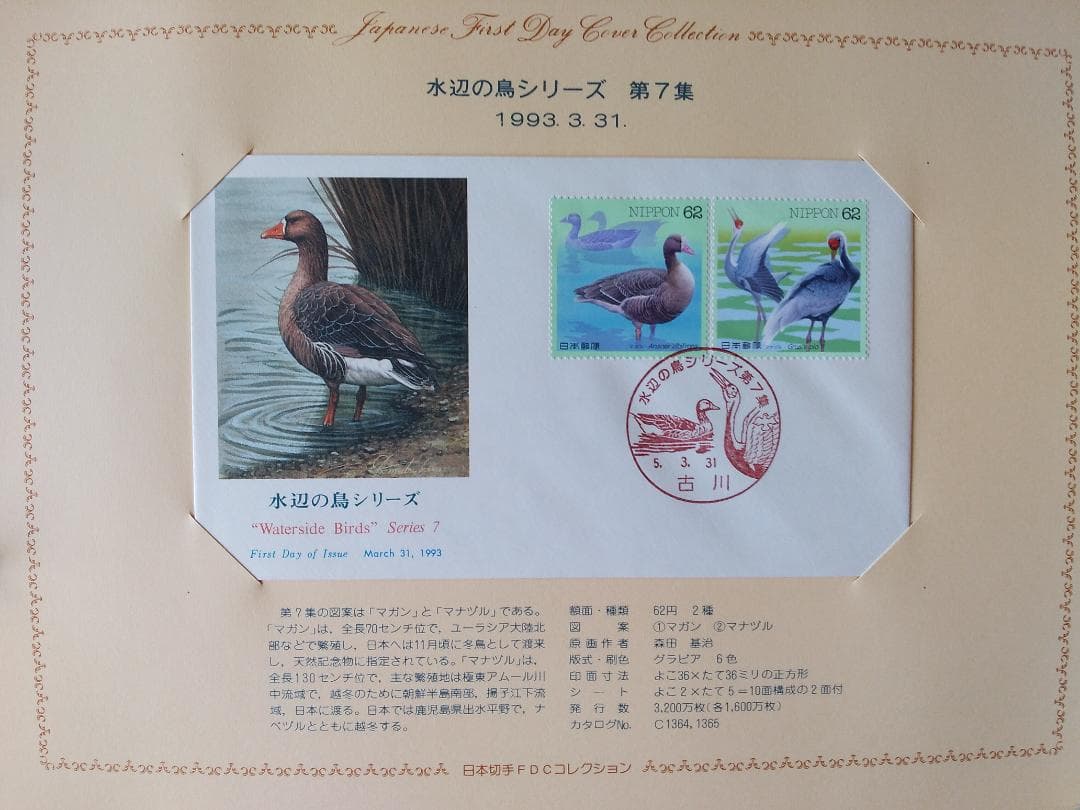 Japanese First Day Cover Collection
水辺の鳥シリーズ 第7集
1993. 3. 31.
NIPPON 62
日本郵便
Anser albifrons
NIPPON 62
日本郵便
水辺の鳥シリーズ第7集
5. 3. 31
古川
水辺の鳥シリーズ
"Waterside Birds" Series 7
First Day of Issue March 31, 1993
第7集の図案は「マガン」と「マナヅル」である。
「マガン」は,全長70センチ位で,ユーラシア大陸北
部などで繁殖し,日本へは11月頃に冬鳥として渡来
し,天然記念物に指定されている。「マナヅル」は,
全長130センチ位で,主な繁殖地は極東アムール川
中流域で,越冬のために朝鮮半島南部,揚子江下流
域,日本に渡る。日本では鹿児島県出水平野で,ナ
ベヅルとともに越冬する。
額面・種類 62円 2種
図案 ①マガン ②マナヅル
原画作者 森田 基治
版式・刷色 グラビア 6色
印面寸法 よこ36×たて36ミリの正方形
シート よこ2×たて5=10面構成の2面付
発行数 3,200万枚(各1,600万枚)
カタログNo. C1364,1365
日本切手FDCコレクション